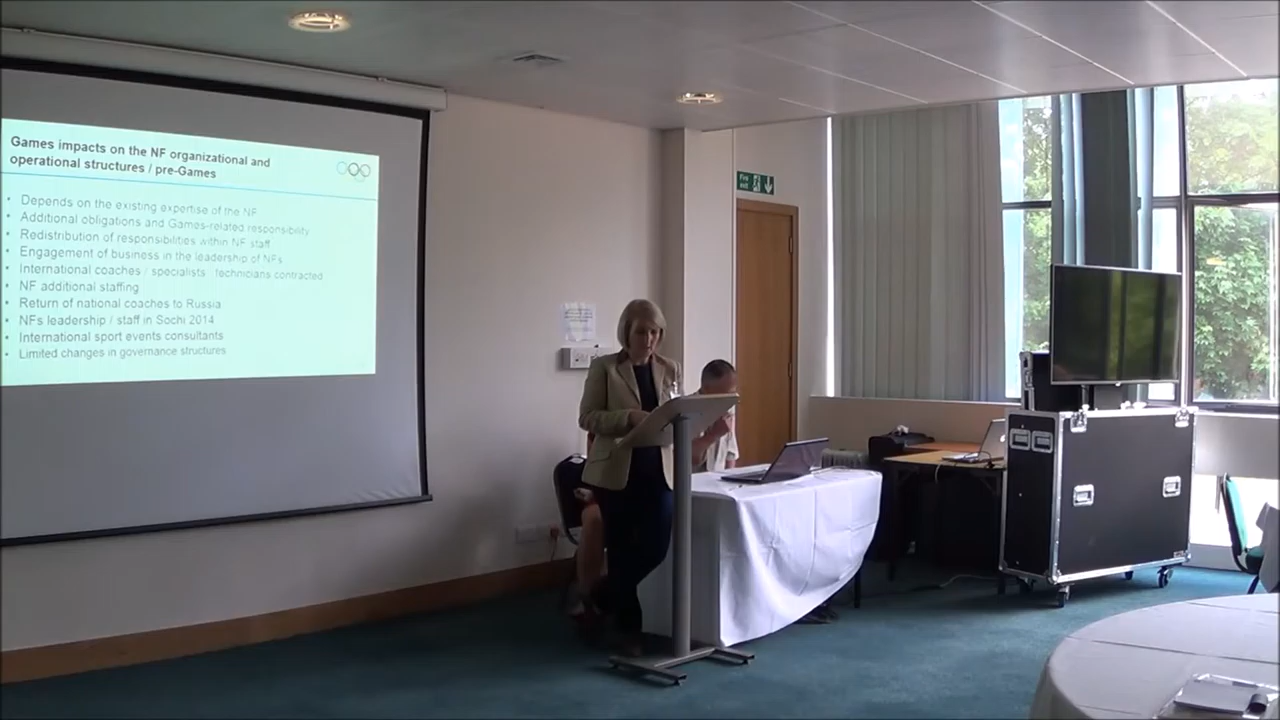 Games impacts on the NF organizational and
operational structures / pre-Games
• Depends on the existing expertise of the NF
• Additional obligations and Games-related responsibility
• Redistribution of responsibilities within NF staff
• Engagement of business in the leadership of NFs
• International coaches / specialists technicians contracted
• NF additional staffing
• Return of national coaches to Russia
• NFs leadership / staff in Sochi 2014
• International sport events consultants
• Limited changes in governance structures
Fire
exit